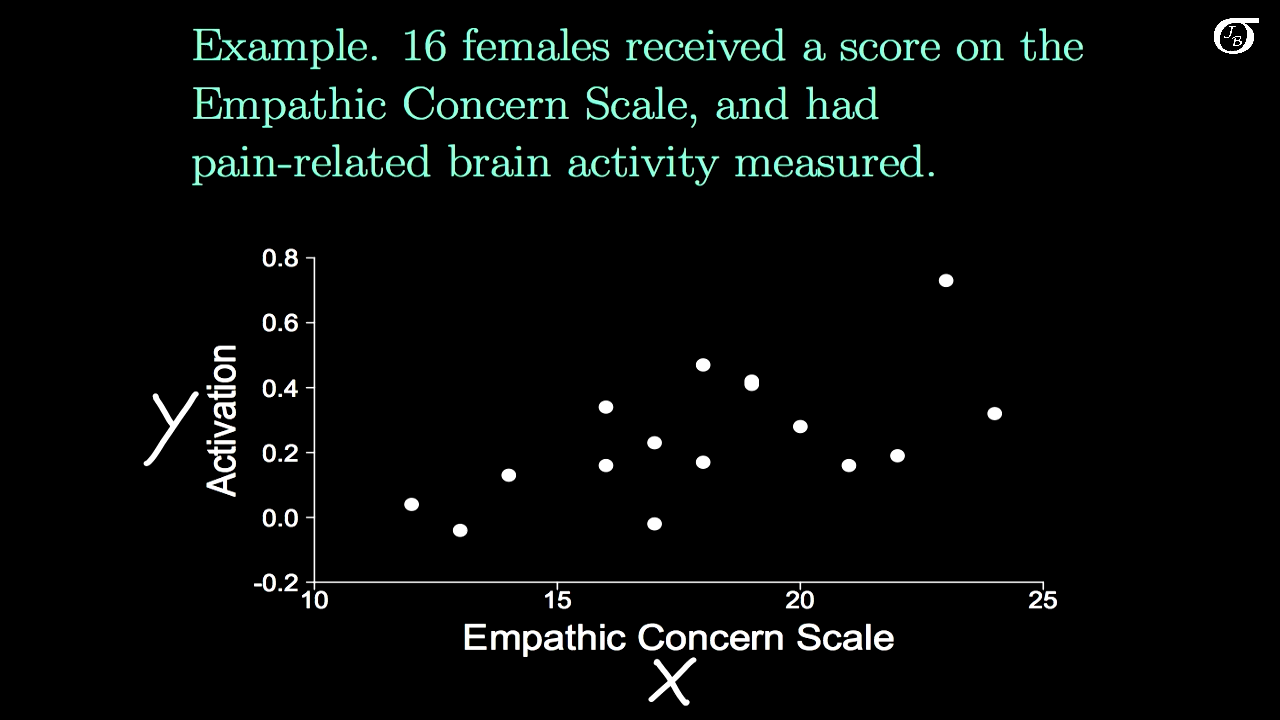 Example. 16 females received a score on the
Empathic Concern Scale, and had
pain-related brain activity measured.
JB
0.8
0.6
0.4
0.2
0.0
-0.2
Activation
y
10 15 20 25
Empathic Concern Scale
x